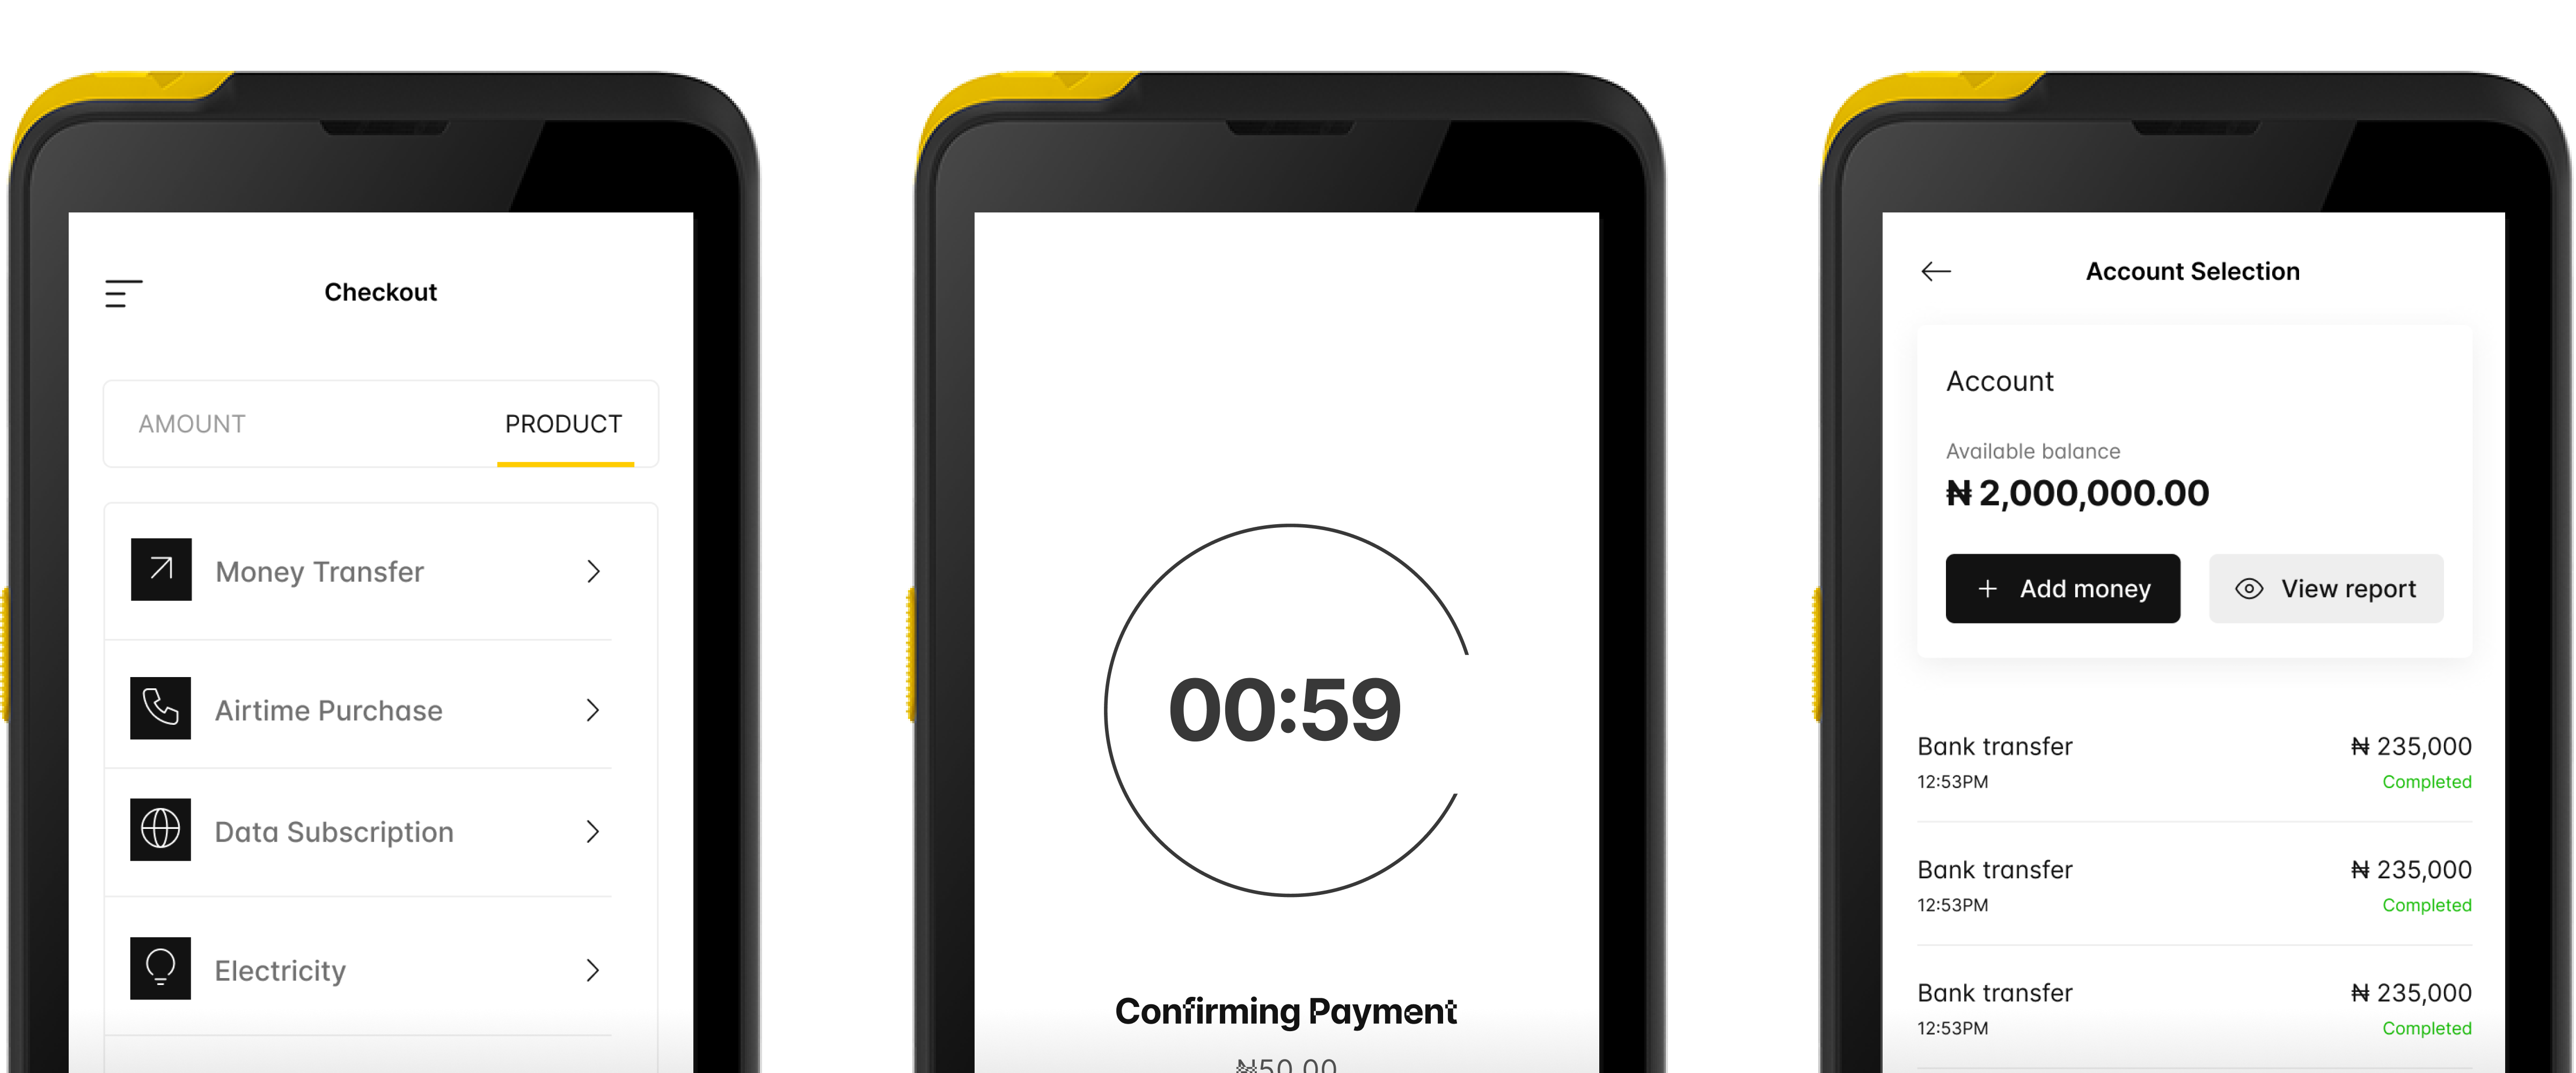 Checkout
AMOUNT
PRODUCT
Money Transfer
Airtime Purchase
Data Subscription
Electricity
00:59
Confirming Payment
₦50.00
Account Selection
Account
Available balance
₦ 2,000,000.00
+ Add money
View report
Bank transfer
₦ 235,000
12:53PM
Completed
Bank transfer
₦ 235,000
12:53PM
Completed
Bank transfer
₦ 235,000
12:53PM
Completed